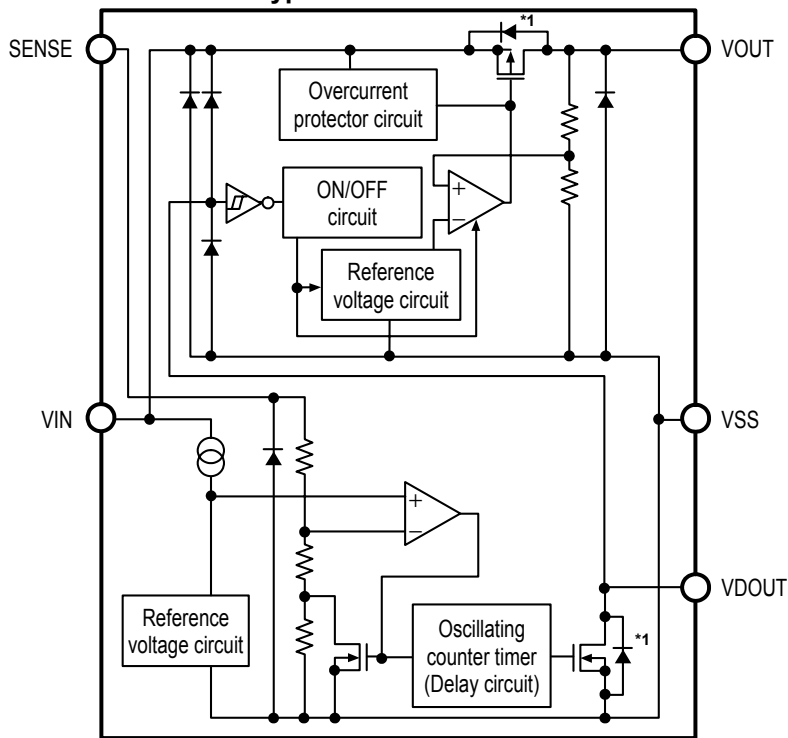 SENSE
*1
VOUT
Overcurrent
protector circuit
+
−
ON/OFF
circuit
Reference
voltage circuit
VIN
VSS
+
−
VDOUT
Reference
voltage circuit
Oscillating
counter timer
(Delay circuit)
*1